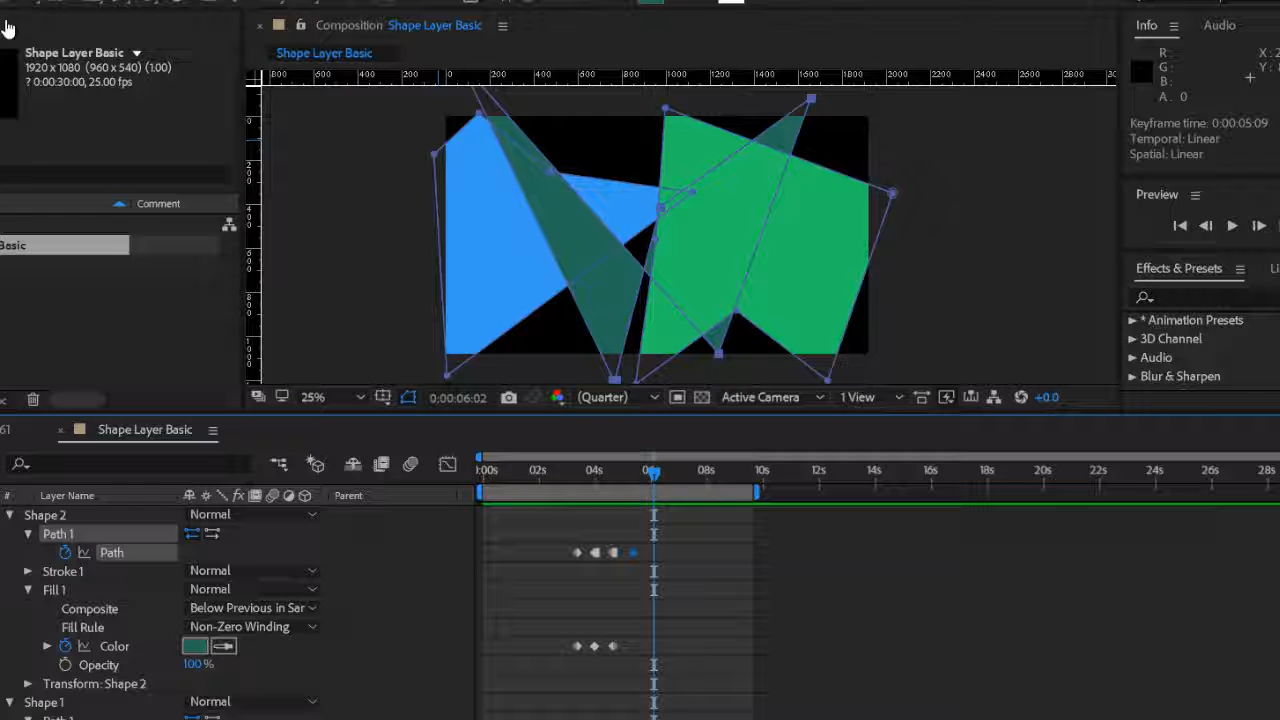 Composition Shape Layer Basic
Info Audio
Shape Layer Basic
1920 x 1080 (960 x 540) (1.00)
? 0:00:30:00, 25.00 fps
Shape Layer Basic
800 600 400 200 0 200 400 600 800 1000 1200 1400 1600 1800 2000 2200 2400 2600 2800
R:
G:
B:
A: 0
Keyframe time: 0:00:05:09
Temporal: Linear
Spatial: Linear
Comment
Preview
Basic
Effects & Presets
* Animation Presets
3D Channel
Audio
Blur & Sharpen
25%
0:00:06:02
(Quarter)
Active Camera
1 View
+0.0
61
Shape Layer Basic
0:00s 02s 04s 06s 08s 10s 12s 14s 16s 18s 20s 22s 24s 26s 28s
# Layer Name Parent
Shape 2 Normal
Path 1
Path
Stroke 1 Normal
Fill 1 Normal
Composite Below Previous in Sar
Fill Rule Non-Zero Winding
Color
Opacity 100 %
Transform: Shape 2
Shape 1 Normal
Path 1